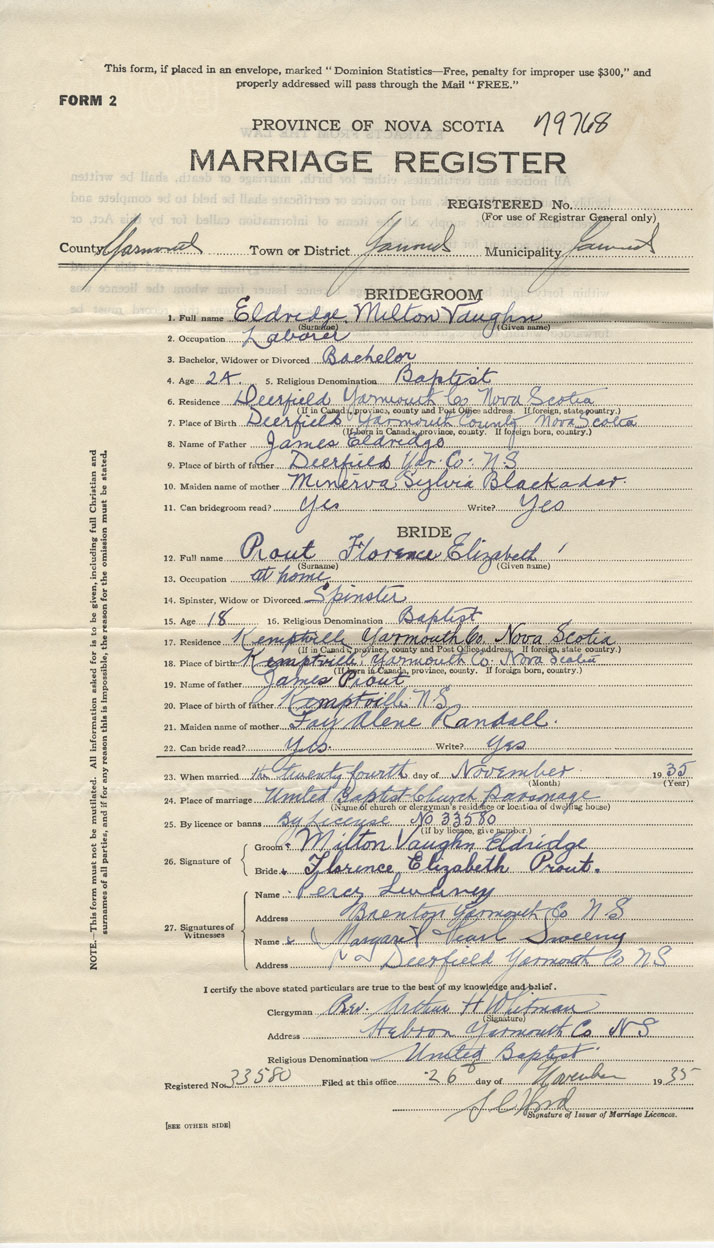 This form, if placed in an envelope, marked "Dominion Statistics—Free, penalty for improper use $300," and
properly addressed will pass through the Mail "FREE."
FORM 2
PROVINCE OF NOVA SCOTIA 79768
MARRIAGE REGISTER
REGISTERED No.
(For use of Registrar General only)
County Yarmouth Town or District Yarmouth Municipality Yarmouth
BRIDEGROOM
1. Full name Eldridge, Milton Vaughn
(Surname) (Given name)
2. Occupation Laborer
3. Bachelor, Widower or Divorced Bachelor
4. Age 24. 5. Religious Denomination Baptist
6. Residence Deerfield Yarmouth Co Nova Scotia
(If in Canada, province, county and Post Office address. If foreign, state country.)
7. Place of Birth Deerfield Yarmouth County Nova Scotia
(If born in Canada, province, county. If foreign born, country.)
8. Name of Father James Eldridge
9. Place of birth of father Deerfield Yar. Co. N.S
10. Maiden name of mother Minerva Sylvia Blackadar.
11. Can bridegroom read? Yes Write? Yes
BRIDE
12. Full name Prout Florence Elizabeth
(Surname) (Given name)
13. Occupation at home
14. Spinster, Widow or Divorced Spinster
15. Age 18 16. Religious Denomination Baptist
17. Residence Kemptville Yarmouth Co. Nova Scotia
(If in Canada, province, county and Post Office address. If foreign, state country.)
18. Place of birth Kemptville, Yarmouth Co. Nova Scotia
(If born in Canada, province, county. If foreign born, country.)
19. Name of father James Prout
20. Place of birth of father Kemptville N.S.
21. Maiden name of mother Fay Alene Randall.
22. Can bride read? Yes. Write? Yes
23. When married the twenty fourth day of November 1935
(Month) (Year)
24. Place of marriage United Baptist Church Parsonage
(Name of church or clergyman's residence or location of dwelling house)
25. By licence or banns By License No 33580
(If by licence, give number.)
26. Signature of
Groom Milton Vaughn Eldridge
Bride Florence Elizabeth Prout.
27. Signatures of Witnesses
Name Percy Sweeney
Address Brenton Yarmouth Co N S
Name Margaret Pearl Sweeny
Address Deerfield Yarmouth Co NS
I certify the above stated particulars are true to the best of my knowledge and belief.
Clergyman Rev. Arthur H Whitman
(Signature)
Address Hebron Yarmouth Co. N S
Religious Denomination United Baptist.
Registered No. 33580 Filed at this office 26 day of November 1935
Signature of Issuer of Marriage Licences.
[SEE OTHER SIDE]
NOTE.—This form must not be mutilated. All information asked for is to be given, including full Christian and
surnames of all parties, and if for any reason this is impossible, the reason for the omission must be stated.